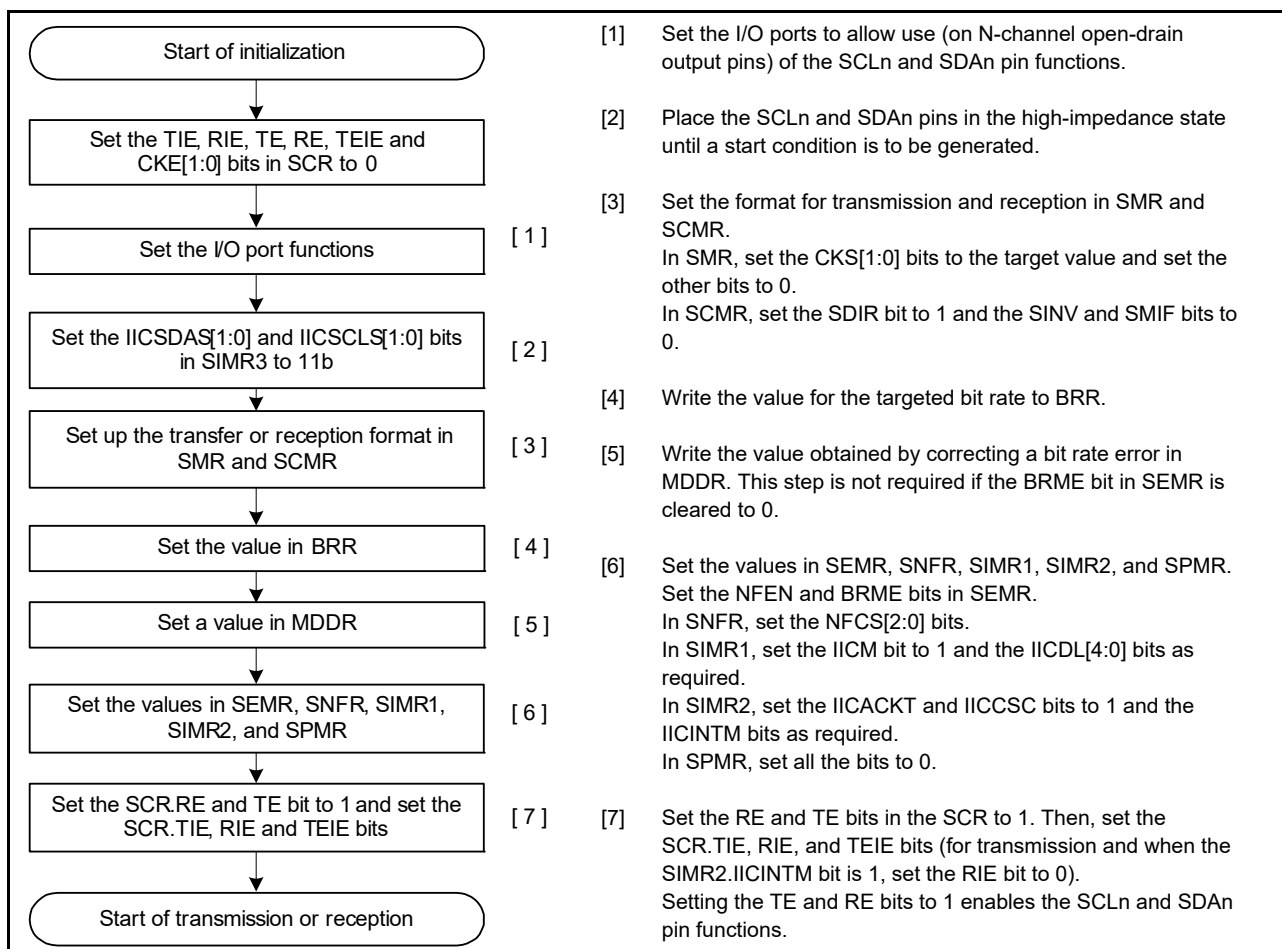 Start of initialization
Set the TIE, RIE, TE, RE, TEIE and
CKE[1:0] bits in SCR to 0
Set the I/O port functions
[ 1 ]
Set the IICSDAS[1:0] and IICSCLS[1:0] bits
in SIMR3 to 11b
[ 2 ]
Set up the transfer or reception format in
SMR and SCMR
[ 3 ]
Set the value in BRR
[ 4 ]
Set a value in MDDR
[ 5 ]
Set the values in SEMR, SNFR, SIMR1,
SIMR2, and SPMR
[ 6 ]
Set the SCR.RE and TE bit to 1 and set the
SCR.TIE, RIE and TEIE bits
[ 7 ]
Start of transmission or reception
[1] Set the I/O ports to allow use (on N-channel open-drain
output pins) of the SCLn and SDAn pin functions.
[2] Place the SCLn and SDAn pins in the high-impedance state
until a start condition is to be generated.
[3] Set the format for transmission and reception in SMR and
SCMR.
In SMR, set the CKS[1:0] bits to the target value and set the
other bits to 0.
In SCMR, set the SDIR bit to 1 and the SINV and SMIF bits to
0.
[4] Write the value for the targeted bit rate to BRR.
[5] Write the value obtained by correcting a bit rate error in
MDDR. This step is not required if the BRME bit in SEMR is
cleared to 0.
[6] Set the values in SEMR, SNFR, SIMR1, SIMR2, and SPMR.
Set the NFEN and BRME bits in SEMR.
In SNFR, set the NFCS[2:0] bits.
In SIMR1, set the IICM bit to 1 and the IICDL[4:0] bits as
required.
In SIMR2, set the IICACKT and IICCSC bits to 1 and the
IICINTM bits as required.
In SPMR, set all the bits to 0.
[7] Set the RE and TE bits in the SCR to 1. Then, set the
SCR.TIE, RIE, and TEIE bits (for transmission and when the
SIMR2.IICINTM bit is 1, set the RIE bit to 0).
Setting the TE and RE bits to 1 enables the SCLn and SDAn
pin functions.